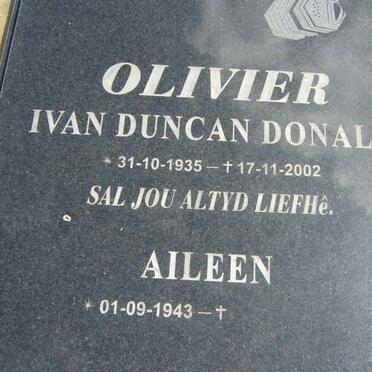 OLIVIER
IVAN DUNCAN DONAL
* 31-10-1935 – † 17-11-2002
SAL JOU ALTYD LIEFHê.
AILEEN
* 01-09-1943 – †